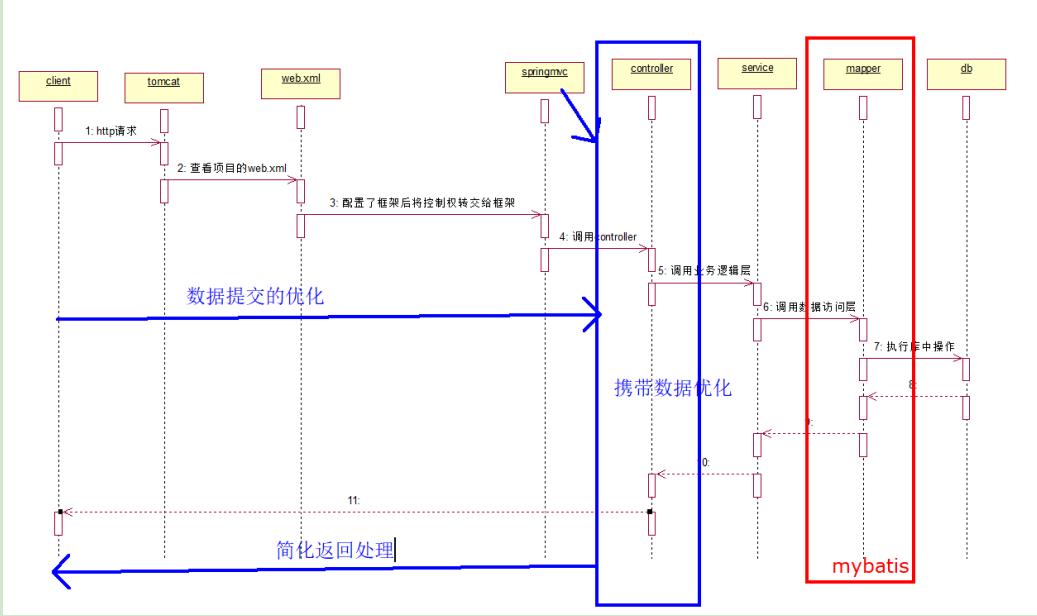 client
tomcat
web.xml
springmvc
controller
service
mapper
db
1: http请求
2: 查看项目的web.xml
3: 配置了框架后将控制权转交给框架
4: 调用controller
5: 调用业务逻辑层
数据提交的优化
6: 调用数据访问层
7: 执行库中操作
携带数据优化
8:
9:
10:
11:
简化返回处理
mybatis